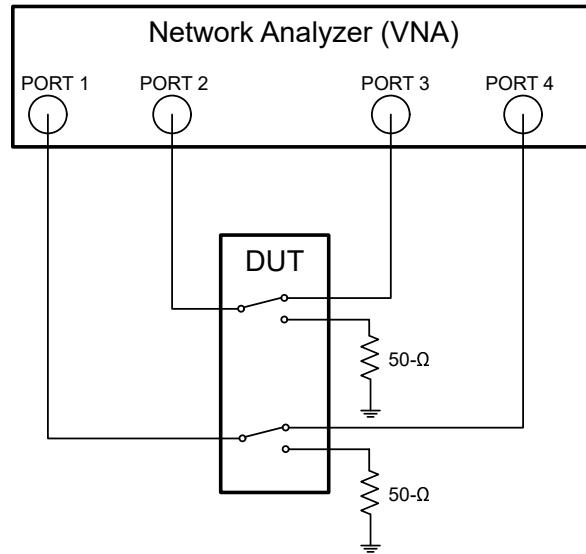 Network Analyzer (VNA)
PORT 1 PORT 2 PORT 3 PORT 4
DUT
50-Ω
50-Ω